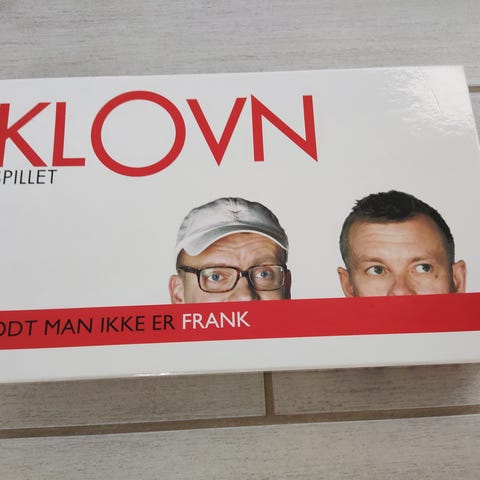 KLOVN
SPILLET
ODT MAN IKKE ER FRANK